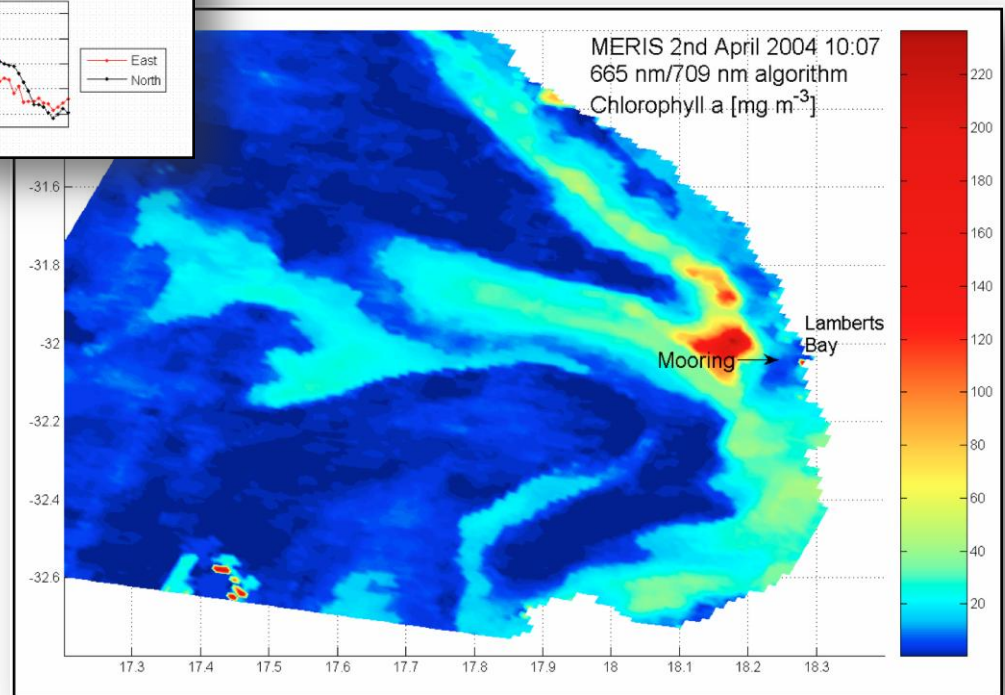 East
North
MERIS 2nd April 2004 10:07
665 nm/709 nm algorithm
Chlorophyll a [mg m-3]
-31.6
-31.8
-32
-32.2
-32.4
-32.6
Lamberts
Bay
Mooring
17.3 17.4 17.5 17.6 17.7 17.8 17.9 18 18.1 18.2 18.3
220
200
180
160
140
120
100
80
60
40
20